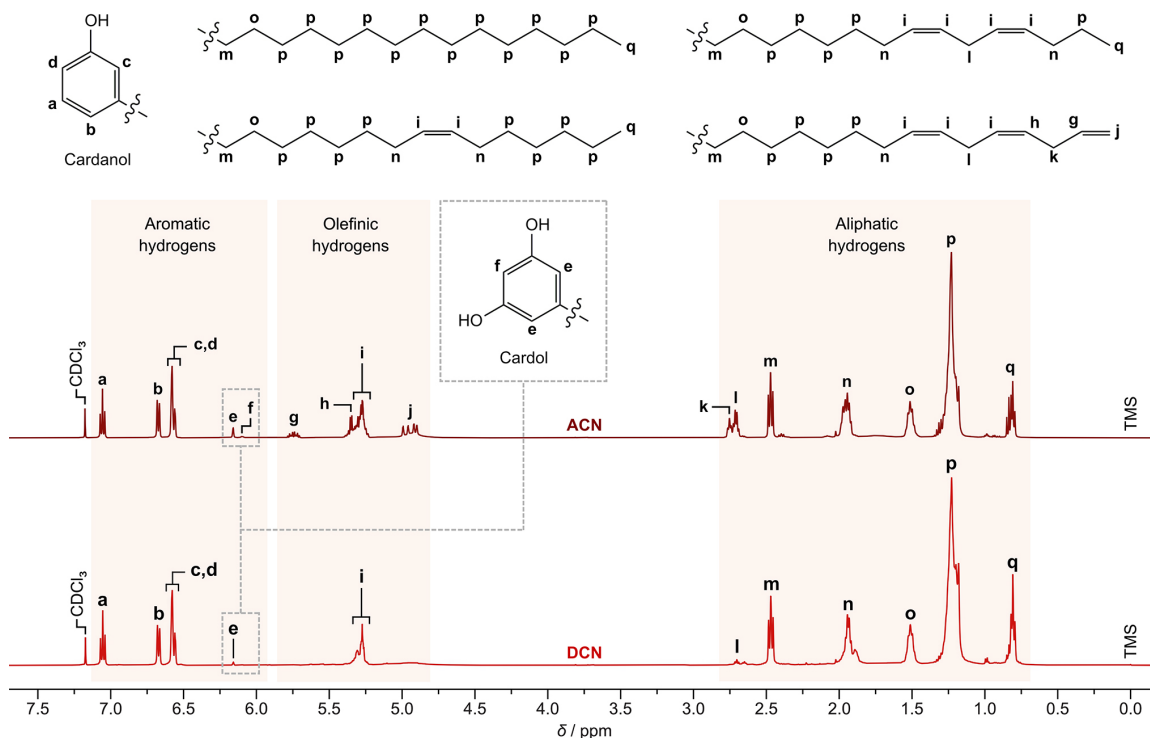 OH
d
c
a
b
Cardanol
o p p p p p p p
m p p p p p p q
o p p i i p p q
m p p n n p p
o p p i i i i p
m p p n l n q
o p p i i i h g j
m p p n l k
Aromatic
hydrogens
Olefinic
hydrogens
OH
f
e
HO
e
Cardol
Aliphatic
hydrogens
CDCl3
a
b
c,d
e
f
g
h
i
j
ACN
k
l
m
n
o
p
q
TMS
CDCl3
a
b
c,d
e
i
DCN
l
m
n
o
p
q
TMS
7.5 7.0 6.5 6.0 5.5 5.0 4.5 4.0 3.5 3.0 2.5 2.0 1.5 1.0 0.5 0.0
δ / ppm